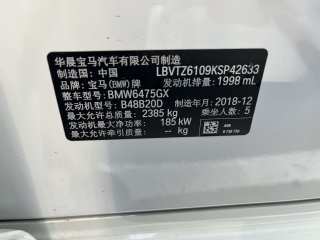 华晨宝马汽车有限公司制造
制造国：中国 LBVTZ6109KSP42633
品牌：宝马(BMW)牌 发动机排量：1998 mL
整车型号：BMW6475GX
发动机型号：B48B20D 制造年月：2018-12
最大允许总质量：2385 kg 乘坐人数：5
发动机最大净功率：185 kW
最大允许牵引质量：-- kg